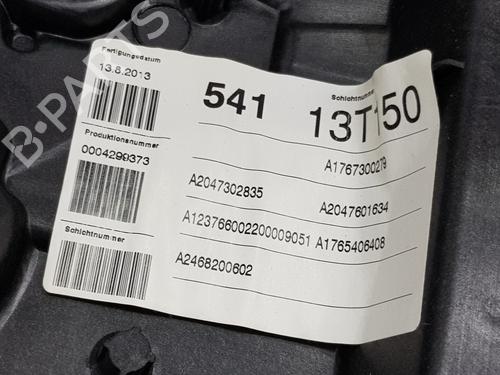 B-PARTS
Fertigungsdatum
13.8.2013
541
Schichtnummer
13T150
Produktionsnummer
0004299373
A1767300279
A2047302835
A2047601634
A123766002200009051
A1765406408
Schichtnummer
A2468200602